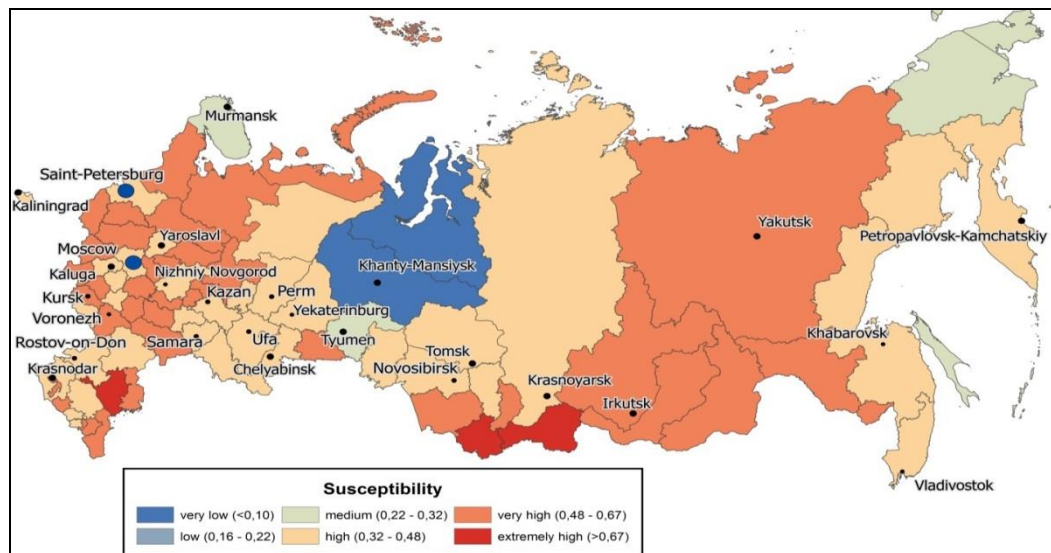 Murmansk
Saint-Petersburg
Kaliningrad
Yaroslavl
Moscow
Kaluga
Nizhniy Novgorod
Kursk
Kazan
Perm
Voronezh
Yekaterinburg
Khanty-Mansiysk
Rostov-on-Don
Samara
Ufa
Tyumen
Krasnodar
Chelyabinsk
Novosibirsk
Tomsk
Krasnoyarsk
Irkutsk
Yakutsk
Petropavlovsk-Kamchatskiy
Khabarovsk
Vladivostok
Susceptibility
very low (<0,10) medium (0,22 - 0,32) very high (0,48 - 0,67)
low (0,16 - 0,22) high (0,32 - 0,48) extremely high (>0,67)